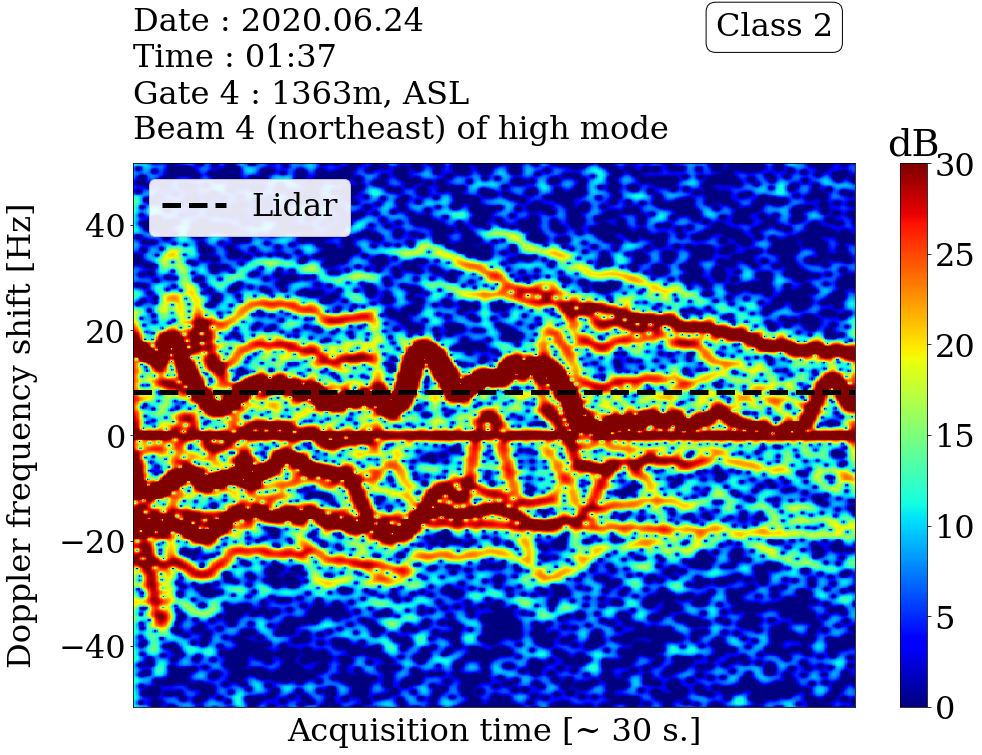 Date : 2020.06.24
Time : 01:37
Gate 4 : 1363m, ASL
Beam 4 (northeast) of high mode
Class 2
dB
Lidar
Doppler frequency shift [Hz]
40
20
0
−20
−40
30
25
20
15
10
5
0
Acquisition time [~ 30 s.]